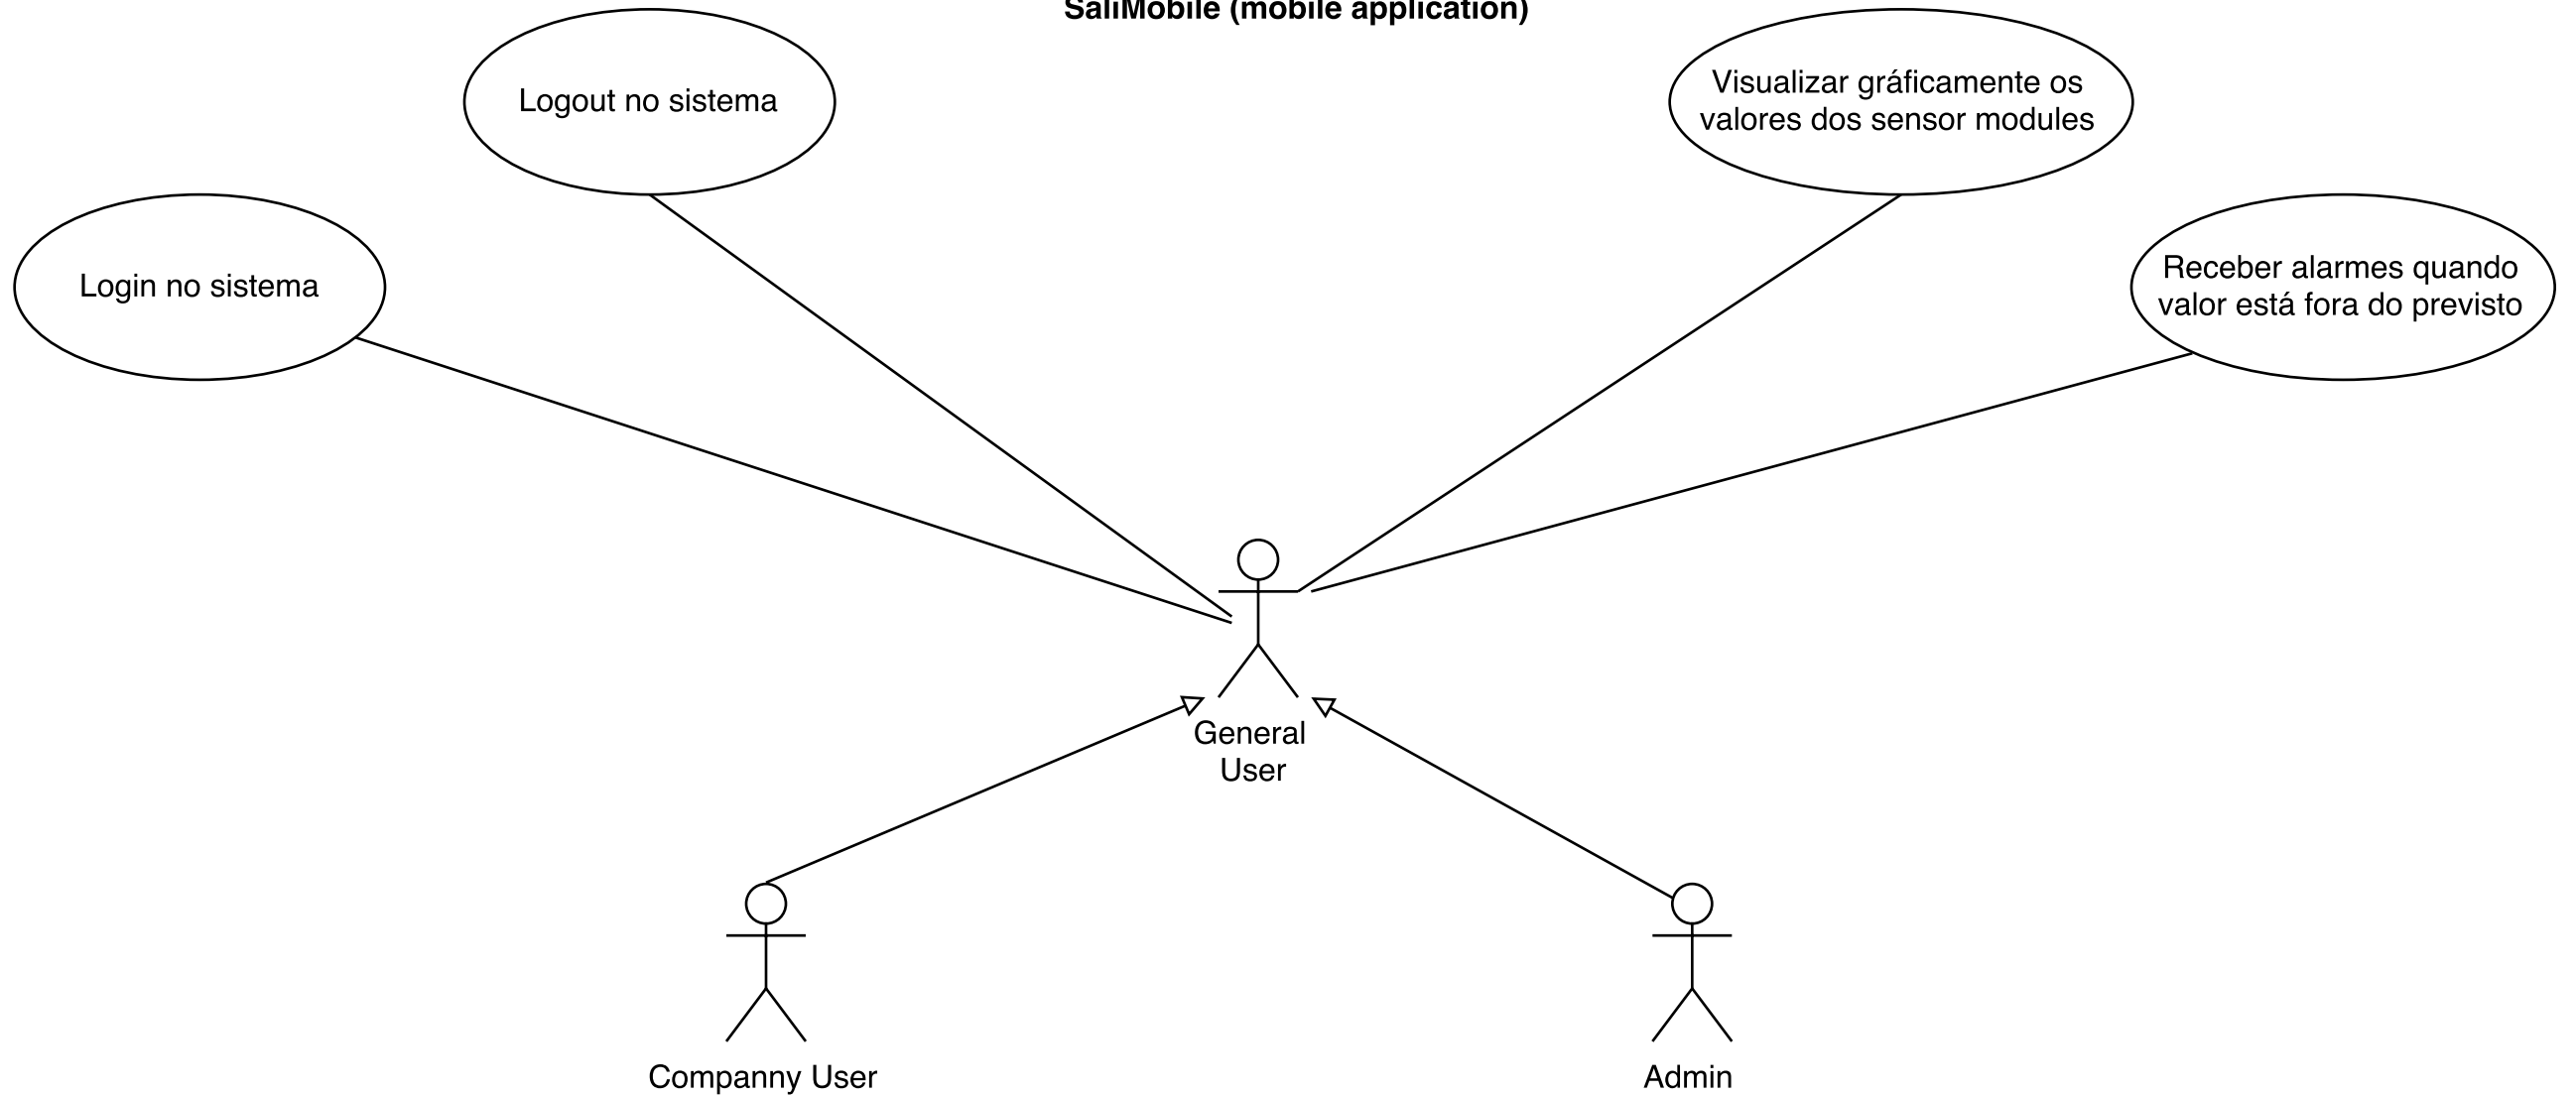 SaliMobile (mobile application)
Logout no sistema
Visualizar gráficamente os
valores dos sensor modules
Login no sistema
Receber alarmes quando
valor está fora do previsto
General
User
Companny User
Admin